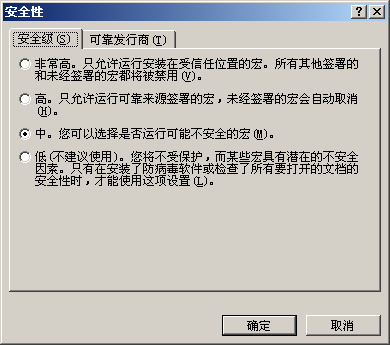 安全性
安全级(S) 可靠发行商(T)
非常高。只允许运行安装在受信任位置的宏。所有其他签署的
和未经签署的宏都将被禁用(V)。
高。只允许运行可靠来源签署的宏，未经签署的宏会自动取消
(H)。
中。您可以选择是否运行可能不安全的宏(M)。
低(不建议使用)。您将不受保护，而某些宏具有潜在的不安全
因素。只有在安装了防病毒软件或检查了所有要打开的文档的
安全性时，才能使用这项设置(L)。
确定 取消